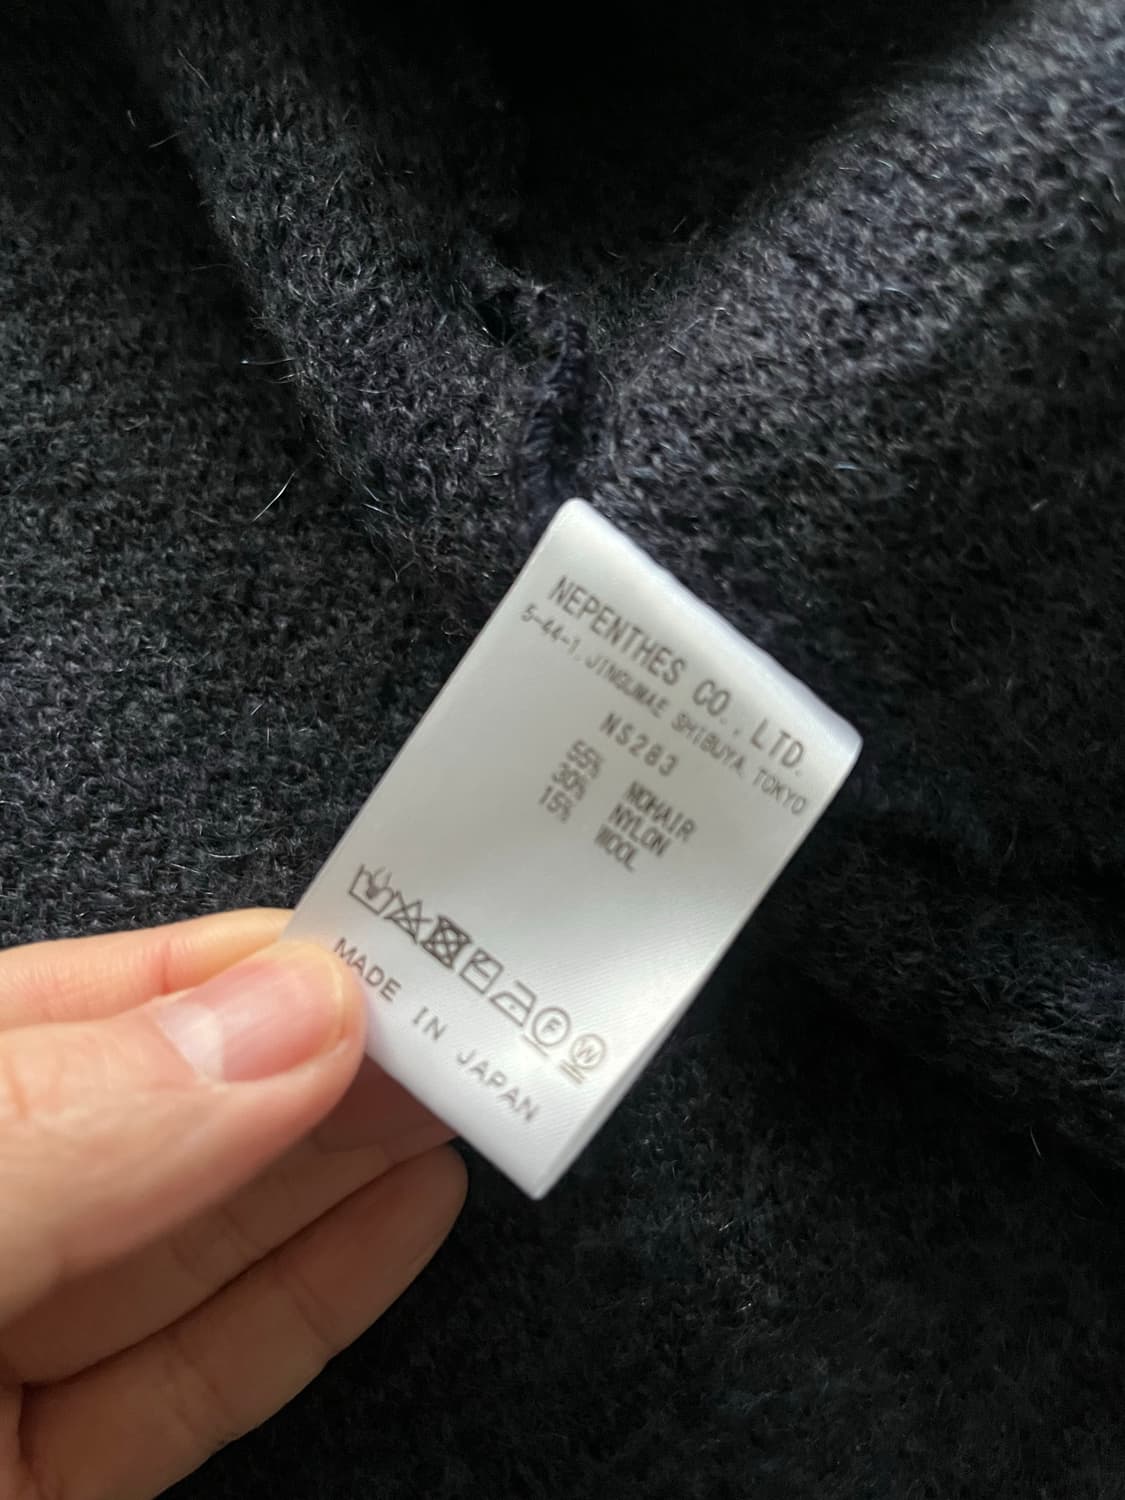 NEPENTHES CO., LTD.
5-44-1, JINGUMAE SHIBUYA, TOKYO
NS283
55% MOHAIR
30% NYLON
15% WOOL
F W
MADE IN JAPAN